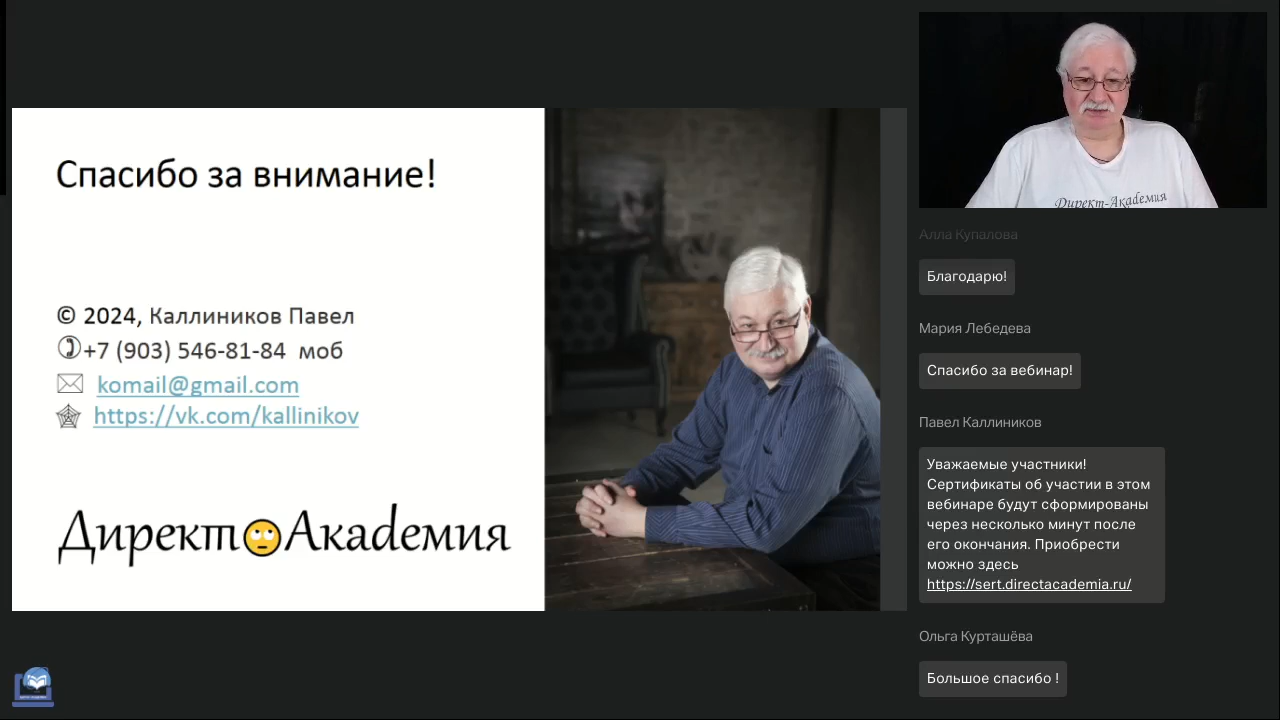 Спасибо за внимание!
© 2024, Каллиников Павел
+7 (903) 546-81-84 моб
komail@gmail.com
https://vk.com/kallinikov
Директ Академия
Директ-Академия
Алла Купалова
Благодарю!
Мария Лебедева
Спасибо за вебинар!
Павел Каллиников
Уважаемые участники!
Сертификаты об участии в этом
вебинаре будут сформированы
через несколько минут после
его окончания. Приобрести
можно здесь
https://sert.directacademia.ru/
Ольга Курташёва
Большое спасибо !